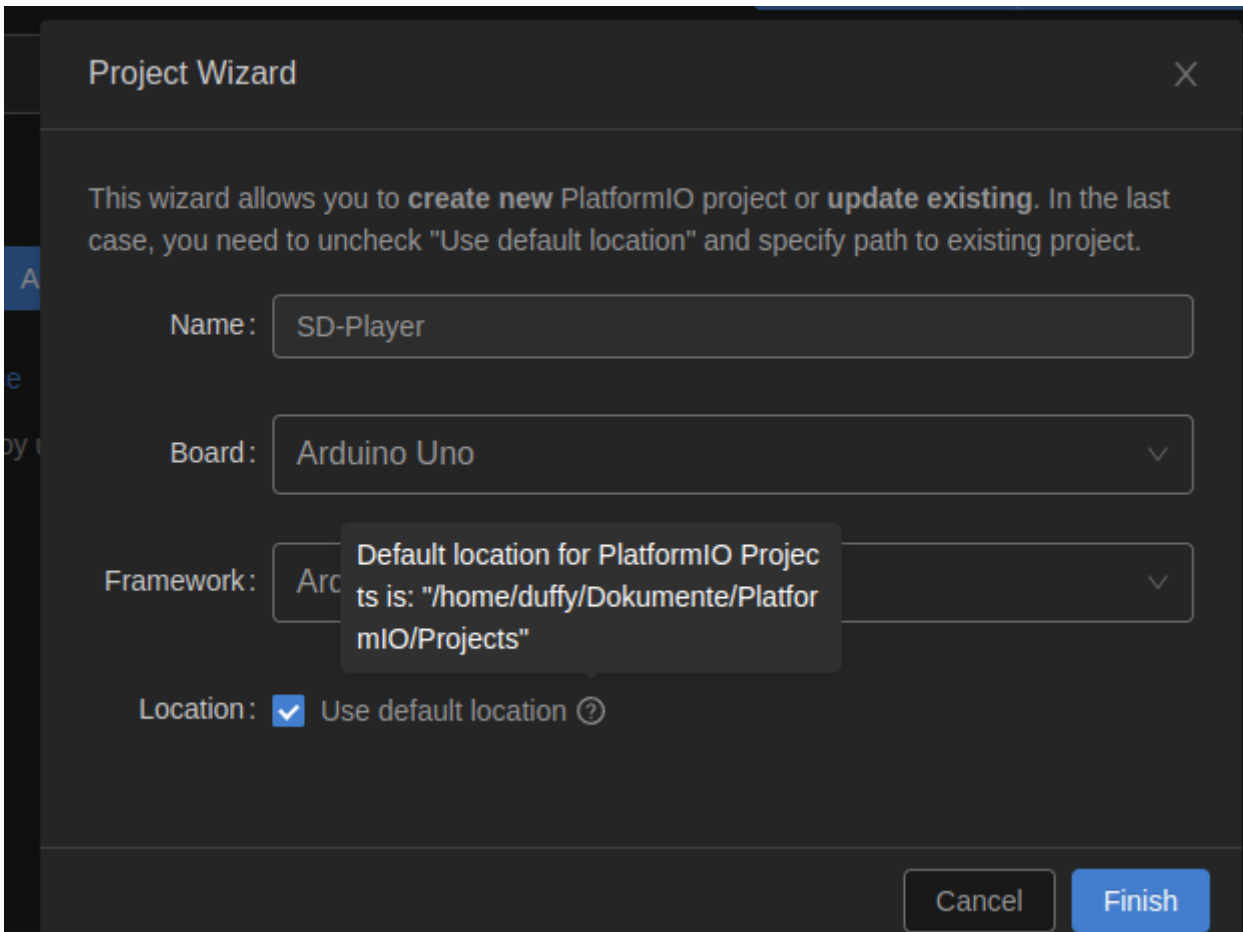 Project Wizard
This wizard allows you to create new PlatformIO project or update existing. In the last
case, you need to uncheck "Use default location" and specify path to existing project.
A
Name:
SD-Player
e
Board:
Arduino Uno
by u
Default location for PlatformIO Projec
ts is: "/home/duffy/Dokumente/Platfor
mIO/Projects"
Framework:
Ard
Location:
Use default location
Cancel
Finish